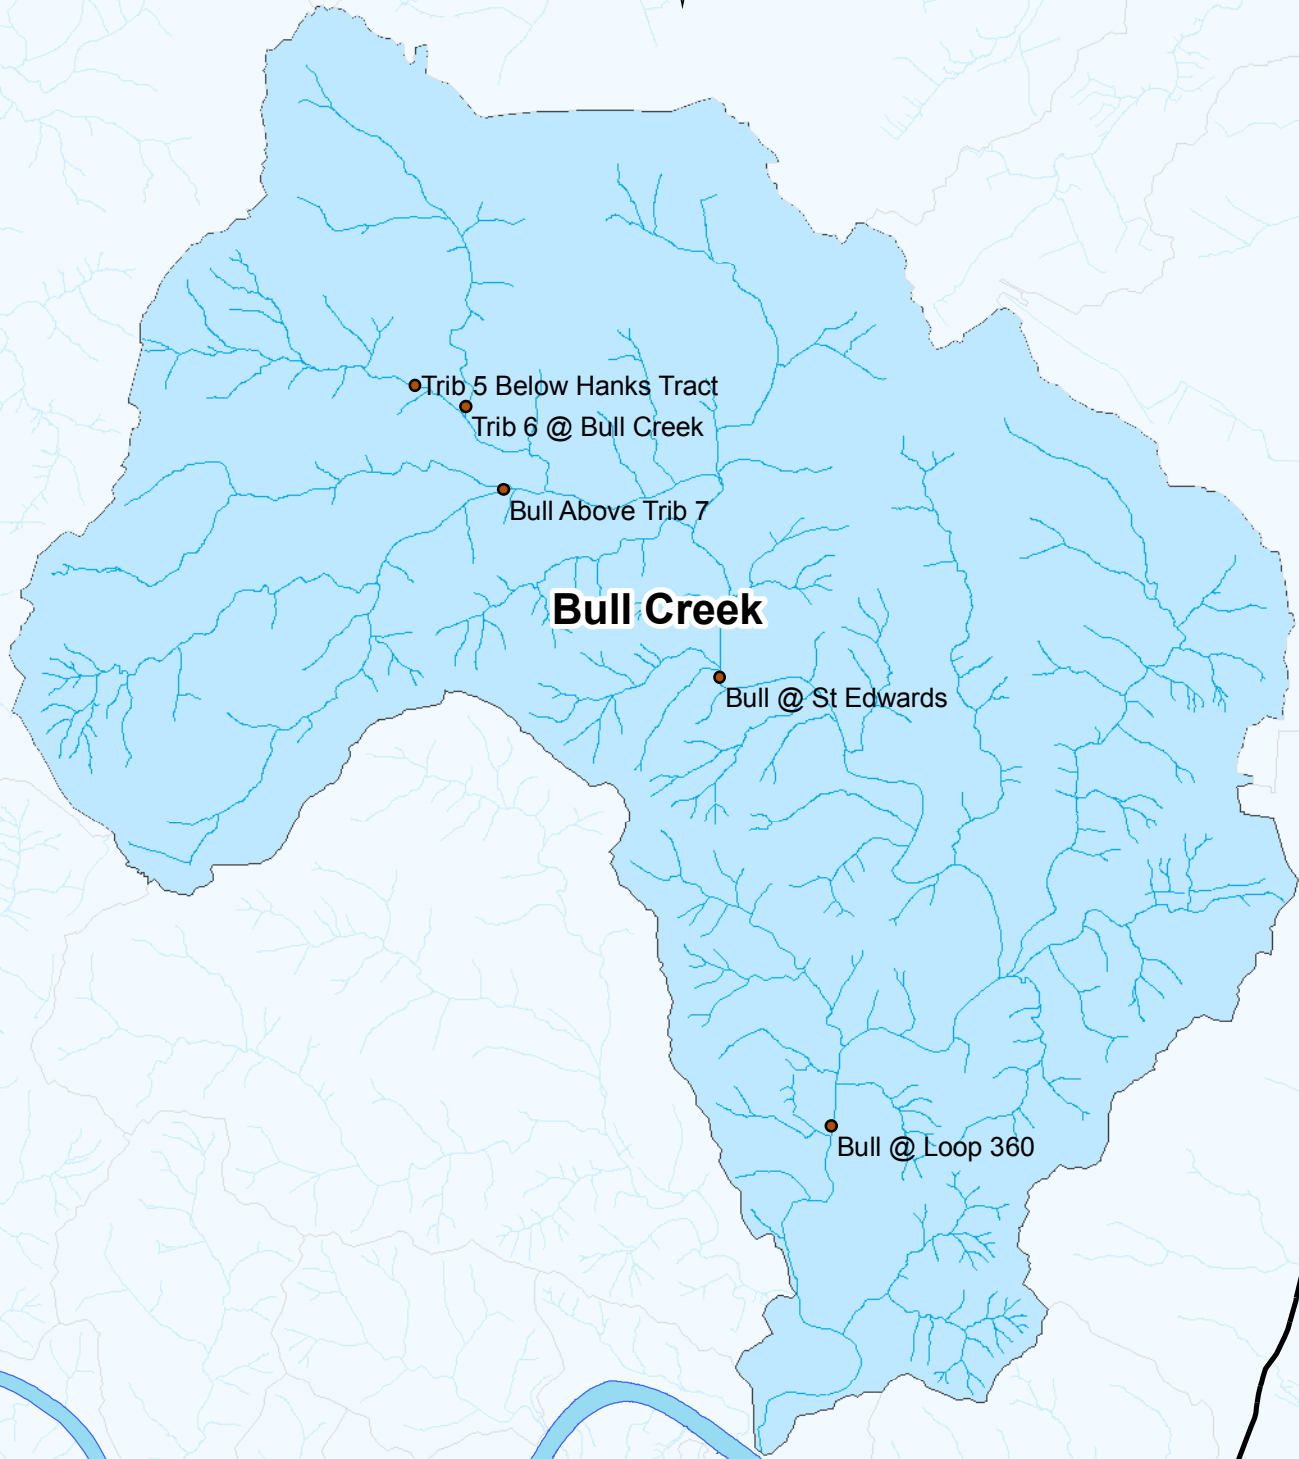 Trib 5 Below Hanks Tract
Trib 6 @ Bull Creek
Bull Above Trib 7
Bull Creek
Bull @ St Edwards
Bull @ Loop 360